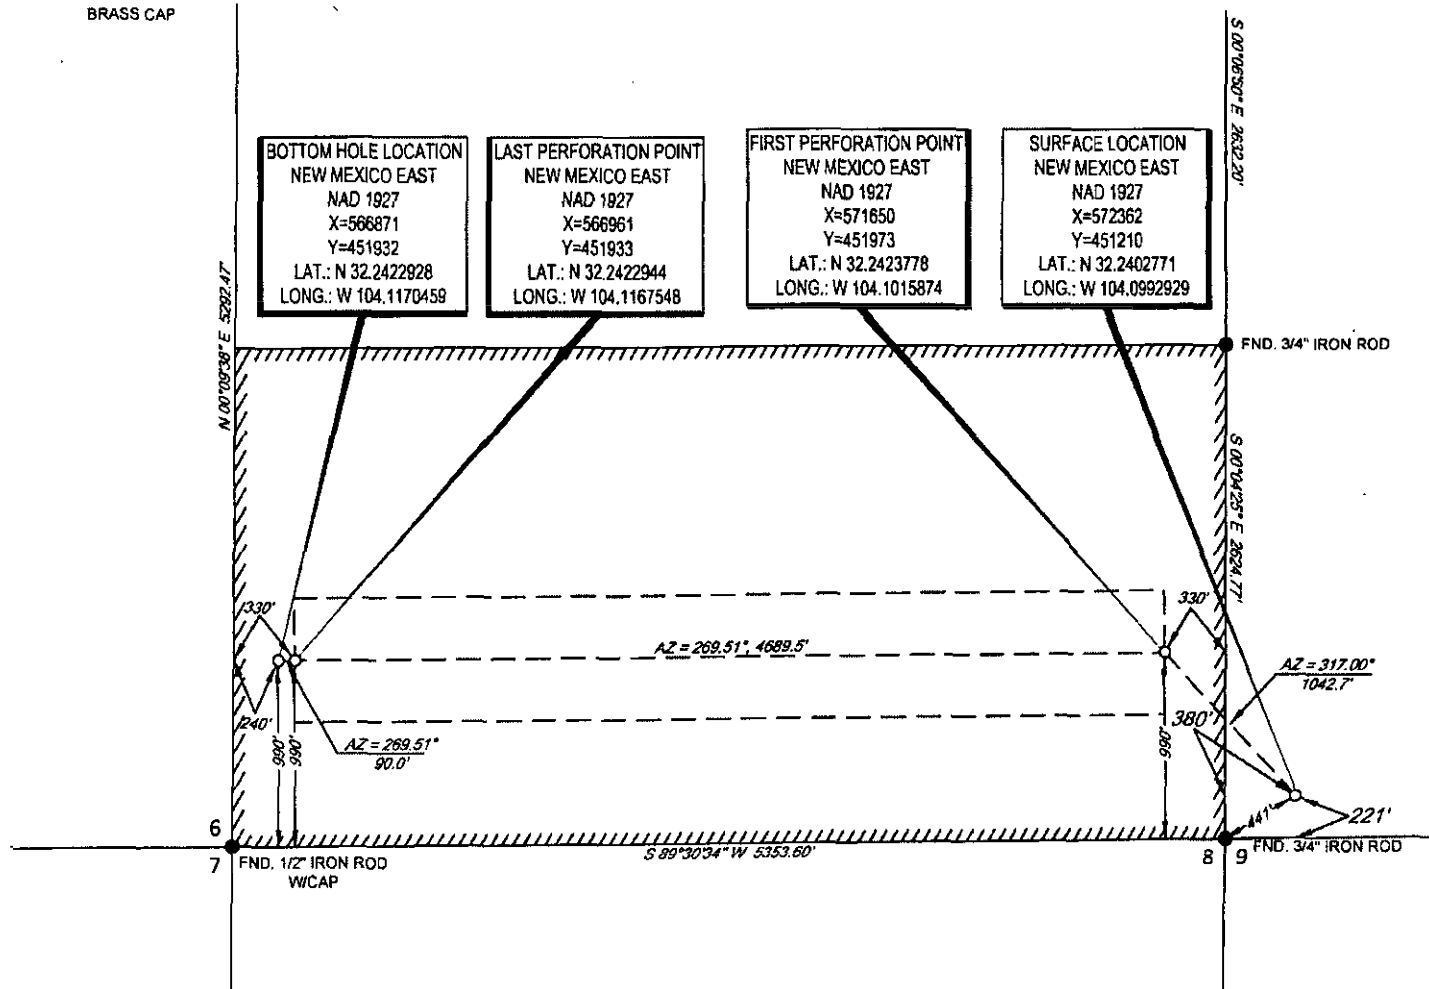 BRASS CAP
S 00°06'50" E 2632.20'
BOTTOM HOLE LOCATION
NEW MEXICO EAST
NAD 1927
X=566871
Y=451932
LAT.: N 32.2422928
LONG.: W 104.1170459
LAST PERFORATION POINT
NEW MEXICO EAST
NAD 1927
X=566961
Y=451933
LAT.: N 32.2422944
LONG.: W 104.1167548
FIRST PERFORATION POINT
NEW MEXICO EAST
NAD 1927
X=571650
Y=451973
LAT.: N 32.2423778
LONG.: W 104.1015874
SURFACE LOCATION
NEW MEXICO EAST
NAD 1927
X=572362
Y=451210
LAT.: N 32.2402771
LONG.: W 104.0992929
N 00°09'38" E 5292.47'
FND. 3/4" IRON ROD
S 00°04'25" E 2624.77'
330'
330'
AZ = 269.51°, 4689.5'
AZ = 317.00°
1042.7'
240'
380'
990'
990'
990'
AZ = 269.51°
90.0'
441'
221'
6
7
FND. 1/2" IRON ROD
W/CAP
S 89°30'34" W 5353.60'
8
9
FND. 3/4" IRON ROD